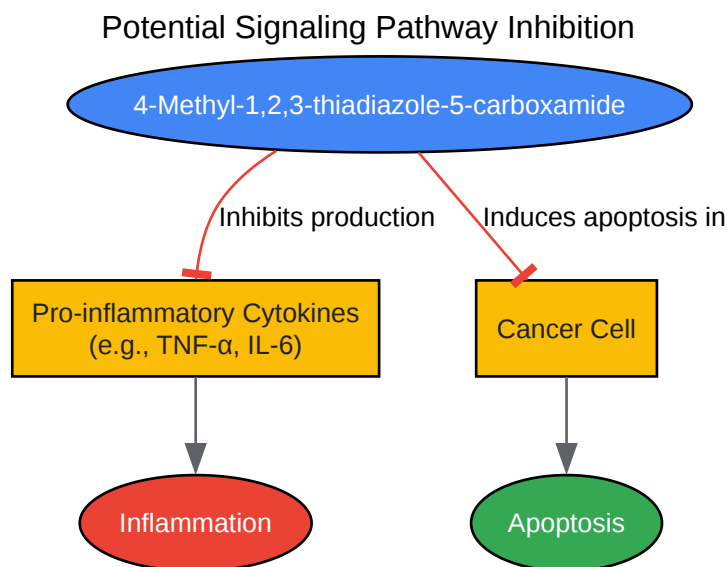 Potential Signaling Pathway Inhibition
4-Methyl-1,2,3-thiadiazole-5-carboxamide
Inhibits production
Induces apoptosis in
Pro-inflammatory Cytokines
(e.g., TNF-α, IL-6)
Cancer Cell
Inflammation
Apoptosis